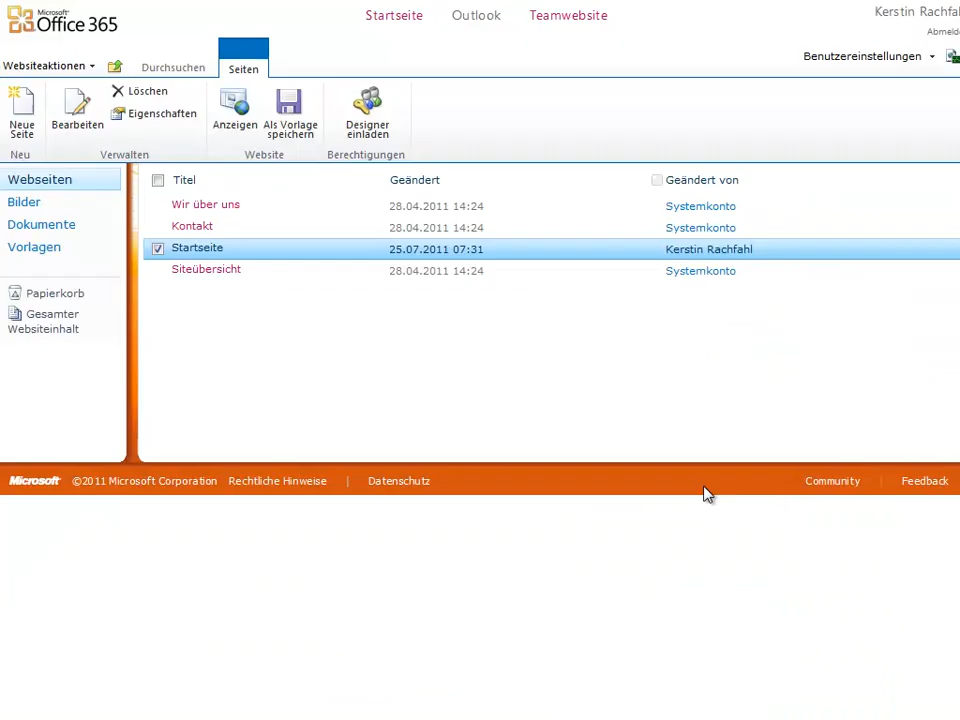 Microsoft®
Office 365
Startseite Outlook Teamwebsite
Kerstin Rachfahl
Websiteaktionen Durchsuchen Seiten
Benutzereinstellungen
Neue Seite
Bearbeiten
Löschen
Eigenschaften
Anzeigen
Als Vorlage speichern
Designer einladen
Neu Verwalten Website Berechtigungen
Webseiten
Bilder
Dokumente
Vorlagen
Papierkorb
Gesamter
Websiteinhalt
Titel Geändert Geändert von
Wir über uns 28.04.2011 14:24 Systemkonto
Kontakt 28.04.2011 14:24 Systemkonto
Startseite 25.07.2011 07:31 Kerstin Rachfahl
Siteübersicht 28.04.2011 14:24 Systemkonto
Microsoft ©2011 Microsoft Corporation Rechtliche Hinweise | Datenschutz Community | Feedback